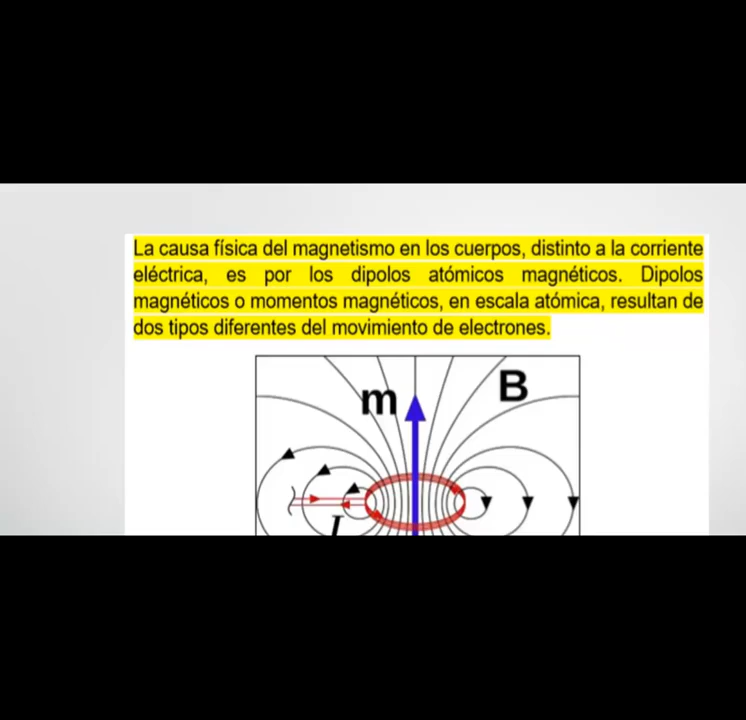 La causa física del magnetismo en los cuerpos, distinto a la corriente
eléctrica, es por los dipolos atómicos magnéticos. Dipolos
magnéticos o momentos magnéticos, en escala atómica, resultan de
dos tipos diferentes del movimiento de electrones.
m
B
I